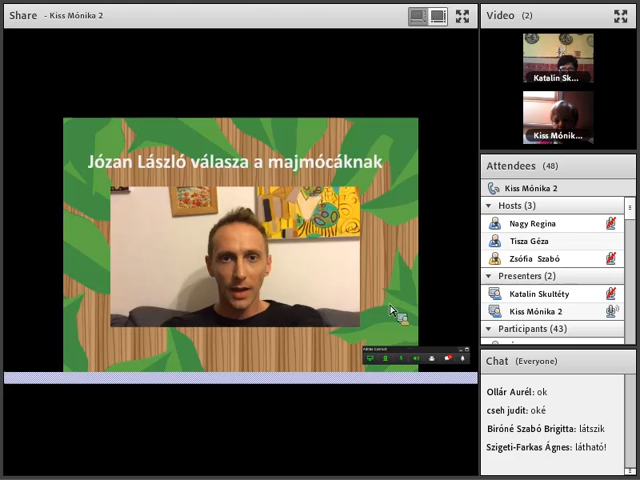 Share - Kiss Mónika 2
Józan László válasza a majmócáknak
Video (2)
Katalin Sk...
Kiss Mónik...
Attendees (48)
Kiss Mónika 2
Hosts (3)
Nagy Regina
Tisza Géza
Zsófia Szabó
Presenters (2)
Katalin Skultéty
Kiss Mónika 2
Participants (43)
Chat (Everyone)
Ollár Aurél: ok
cseh judit: oké
Biróné Szabó Brigitta: látszik
Szigeti-Farkas Ágnes: látható!